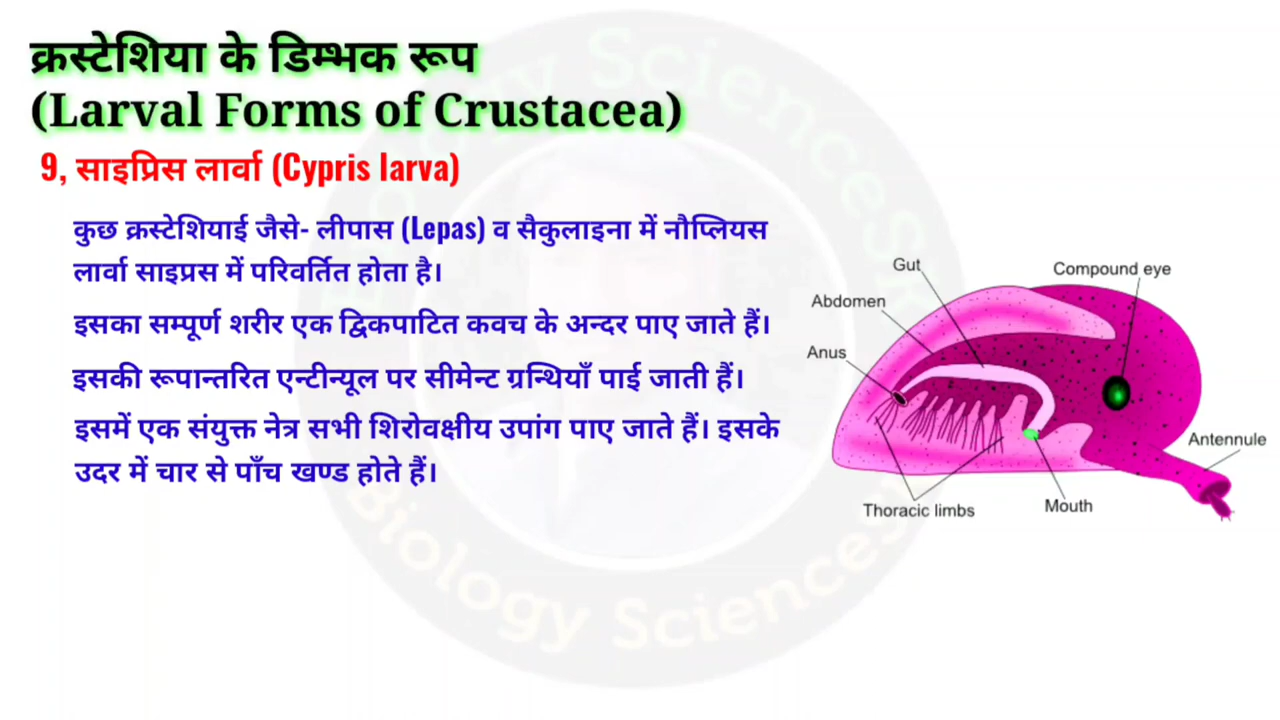 क्रस्टेशिया के डिम्भक रूप
(Larval Forms of Crustacea)
9, साइप्रिस लार्वा (Cypris larva)
कुछ क्रस्टेशियाई जैसे- लीपास (Lepas) व सैकुलाइना में नौप्लियस
लार्वा साइप्रस में परिवर्तित होता है।
इसका सम्पूर्ण शरीर एक द्विकपाटित कवच के अन्दर पाए जाते हैं।
इसकी रूपान्तरित एन्टीन्यूल पर सीमेन्ट ग्रन्थियाँ पाई जाती हैं।
इसमें एक संयुक्त नेत्र सभी शिरोवक्षीय उपांग पाए जाते हैं। इसके
उदर में चार से पाँच खण्ड होते हैं।
Gut
Compound eye
Abdomen
Anus
Antennule
Thoracic limbs
Mouth